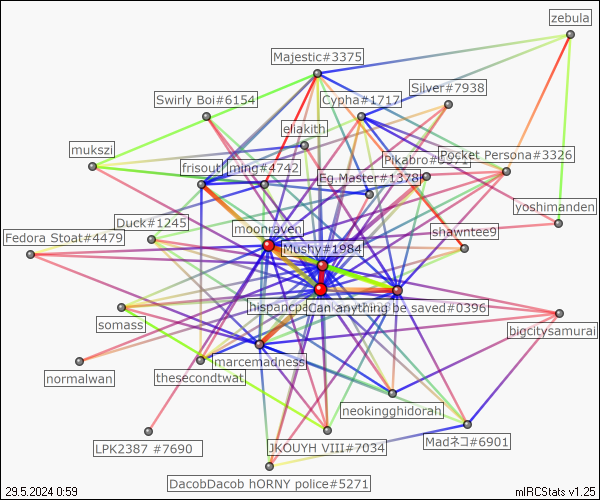 zebula
Majestic#3375
Silver#7938
Swirly Boi#6154
Cypha#1717
eliakith
mukszi
Pocket Persona#3326
Pikabro#
frisout
ming#4742
Eg.Master#1378
yoshimanden
Duck#1245
moonraven
shawntee9
Fedora Stoat#4479
Mushy#1984
hispancpa
Can anything be saved#0396
somass
bigcitysamurai
marcemadness
normalwan
thesecondtwat
neokingghidorah
LPK2387 #7690
JKOUYH VIII#7034
Madネコ#6901
DacobDacob hORNY police#5271
29.5.2024 0:59
mIRCStats v1.25